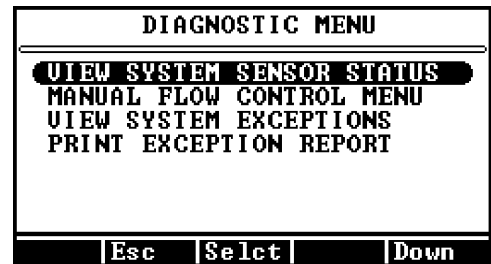 DIAGNOSTIC MENU
VIEW SYSTEM SENSOR STATUS
MANUAL FLOW CONTROL MENU
VIEW SYSTEM EXCEPTIONS
PRINT EXCEPTION REPORT
Esc Selct Down